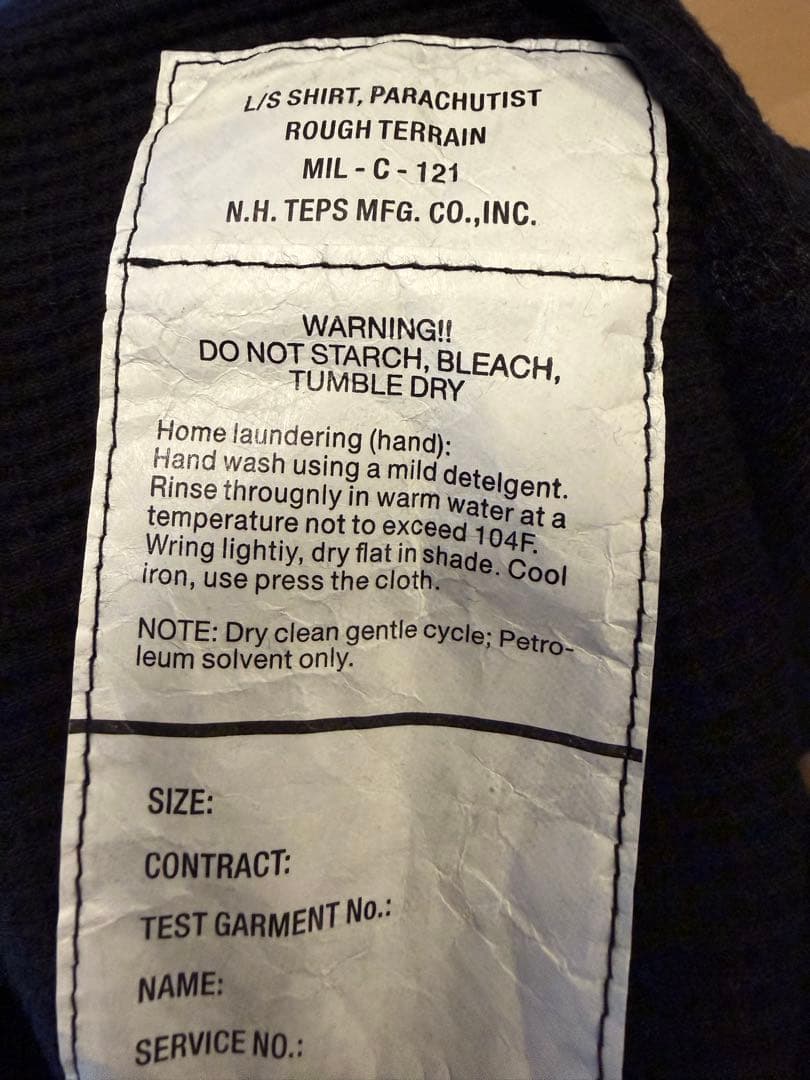 L/S SHIRT, PARACHUTIST
ROUGH TERRAIN
MIL - C - 121
N.H. TEPS MFG. CO.,INC.
WARNING!!
DO NOT STARCH, BLEACH,
TUMBLE DRY
Home laundering (hand):
Hand wash using a mild detelgent.
Rinse througnly in warm water at a
temperature not to exceed 104F.
Wring lightiy, dry flat in shade. Cool
iron, use press the cloth.
NOTE: Dry clean gentle cycle; Petro-
leum solvent only.
SIZE:
CONTRACT:
TEST GARMENT No.:
NAME:
SERVICE NO.: